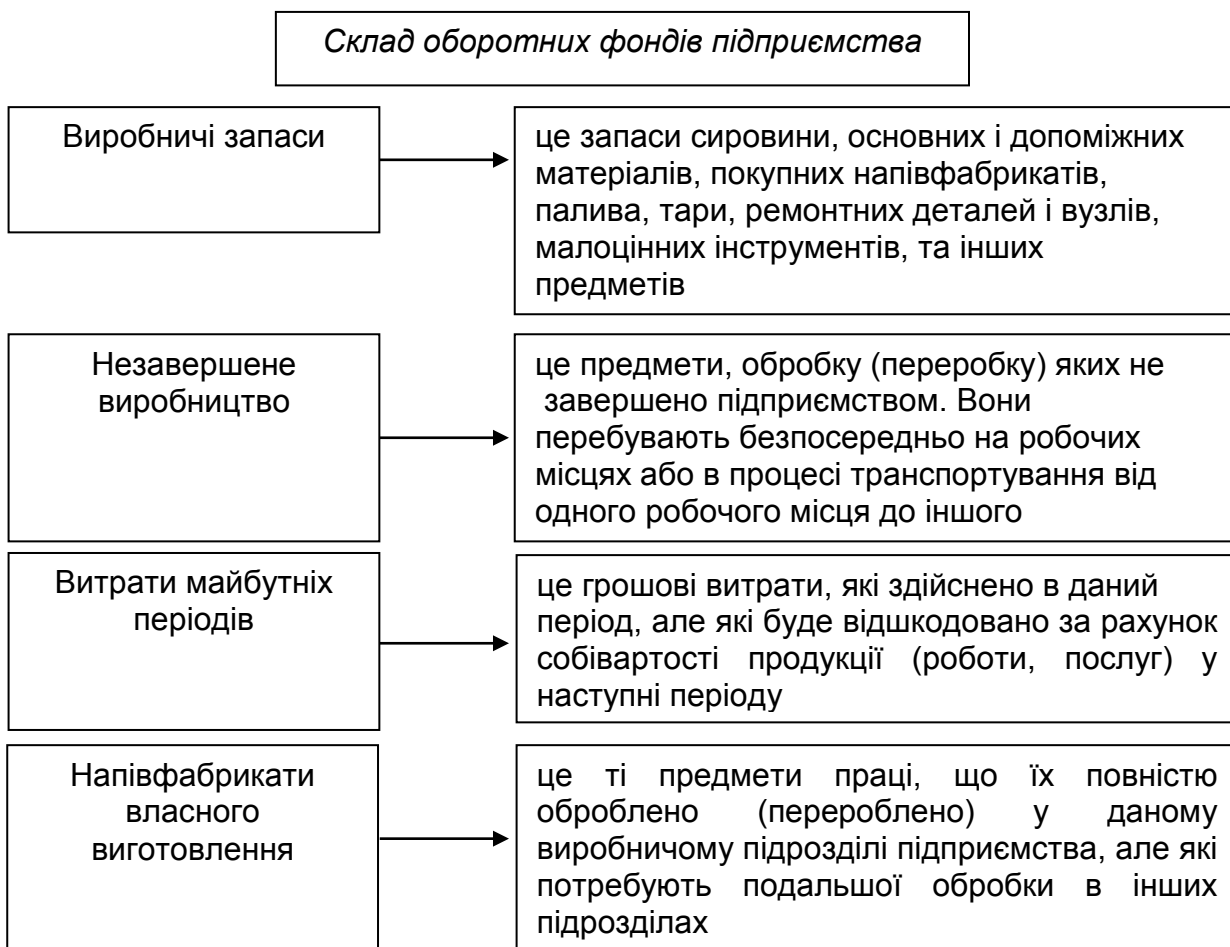 Склад оборотних фондів підприємства
Виробничі запаси
це запаси сировини, основних і допоміжних
матеріалів, покупних напівфабрикатів,
палива, тари, ремонтних деталей і вузлів,
малоцінних інструментів, та інших
предметів
Незавершене
виробництво
це предмети, обробку (переробку) яких не
завершено підприємством. Вони
перебувають безпосередньо на робочих
місцях або в процесі транспортування від
одного робочого місця до іншого
Витрати майбутніх
періодів
це грошові витрати, які здійснено в даний
період, але які буде відшкодовано за рахунок
собівартості продукції (роботи, послуг) у
наступні періоду
Напівфабрикати
власного
виготовлення
це ті предмети праці, що їх повністю
оброблено (перероблено) у даному
виробничому підрозділі підприємства, але які
потребують подальшої обробки в інших
підрозділах